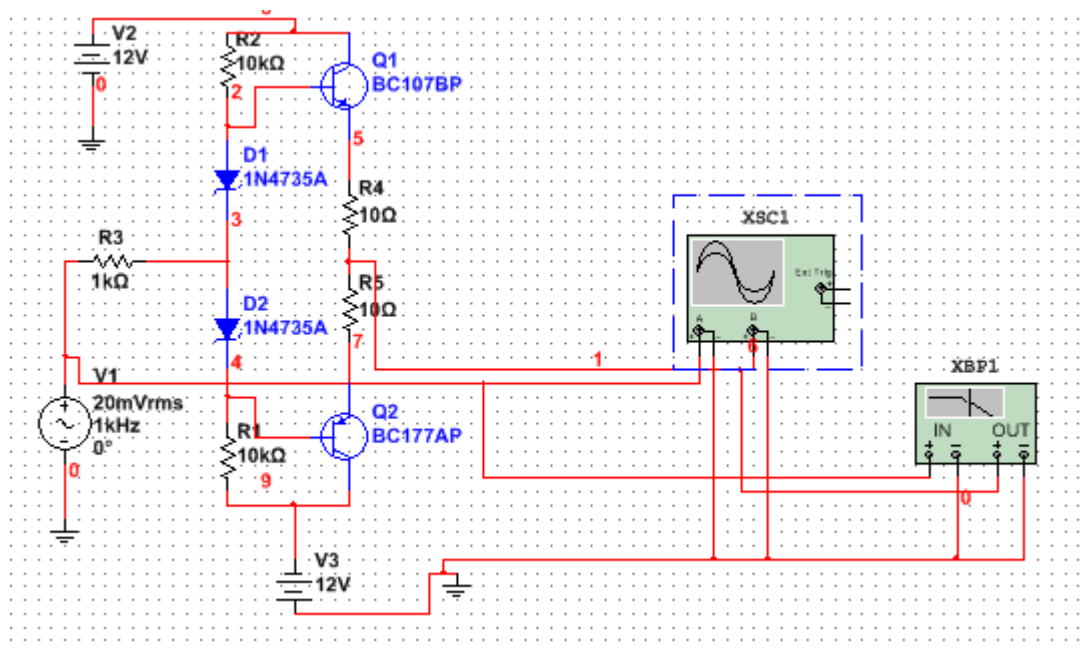 V2
12V
0
R2
10kΩ
2
Q1
BC107BP
5
D1
1N4735A
3
R4
10Ω
R3
1kΩ
R5
10Ω
D2
1N4735A
7
4
V1
20mVrms
1kHz
0°
0
R1
10kΩ
9
Q2
BC177AP
V3
12V
1
XSC1
Ext Trig
+
-
A
B
+
-
+
-
6
XBP1
IN
OUT
+
-
+
-
0